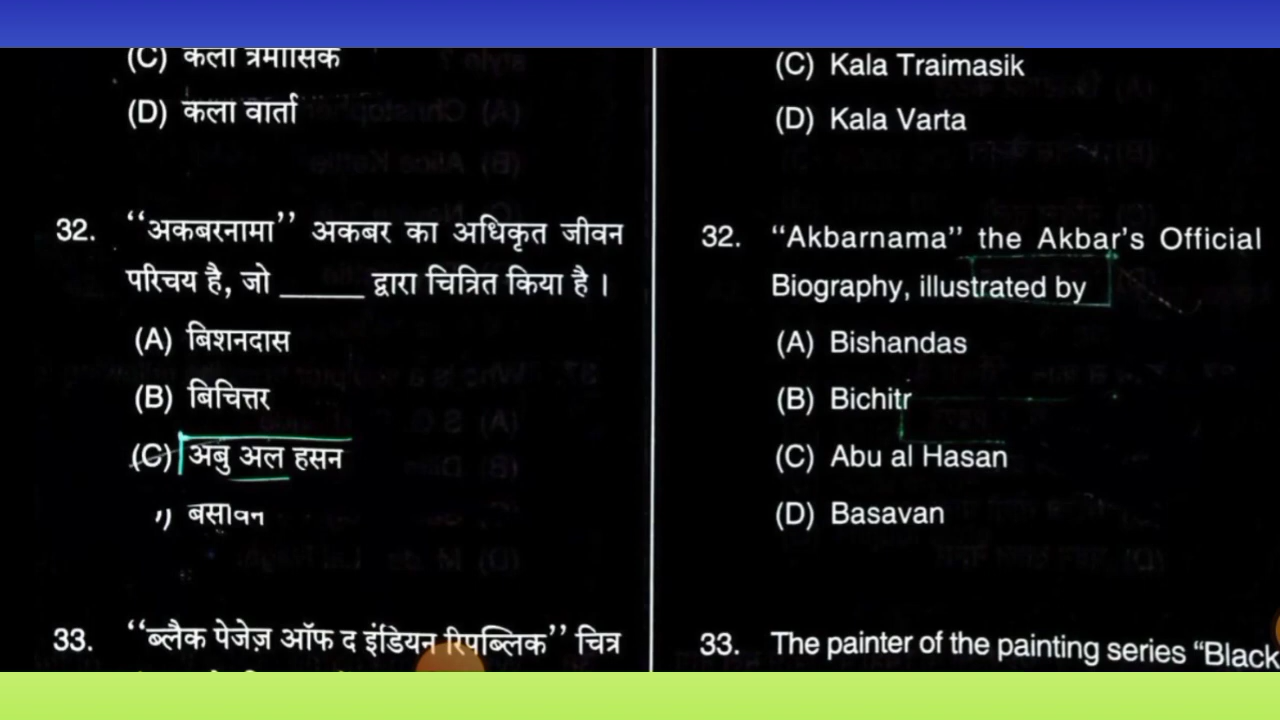 (C) कला त्रैमासिक
(D) कला वार्ता
32. “अकबरनामा” अकबर का अधिकृत जीवन
परिचय है, जो ______ द्वारा चित्रित किया है ।
(A) बिशनदास
(B) बिचित्तर
(C) अबु अल हसन
) बसावन
33. “ब्लैक पेजेज़ ऑफ द इंडियन रिपब्लिक” चित्र
(C) Kala Traimasik
(D) Kala Varta
32. “Akbarnama” the Akbar’s Official
Biography, illustrated by
(A) Bishandas
(B) Bichitr
(C) Abu al Hasan
(D) Basavan
33. The painter of the painting series “Black